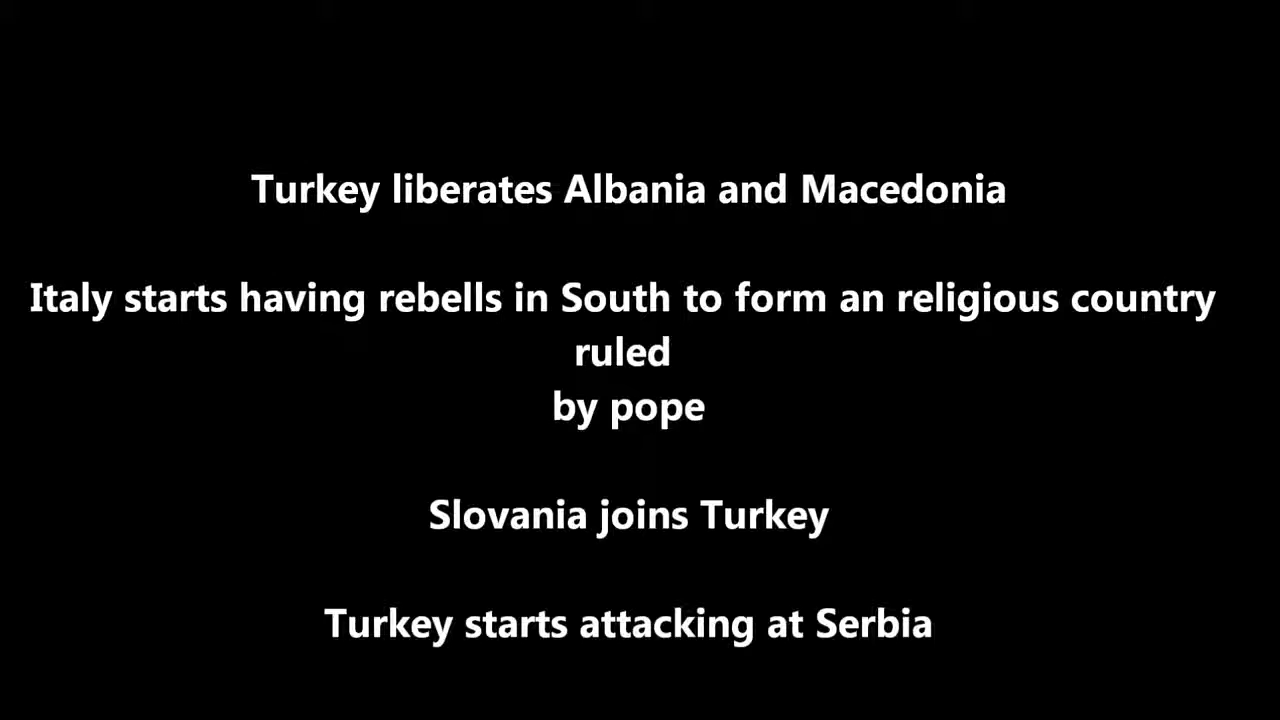 Turkey liberates Albania and Macedonia
Italy starts having rebells in South to form an religious country
ruled
by pope
Slovania joins Turkey
Turkey starts attacking at Serbia